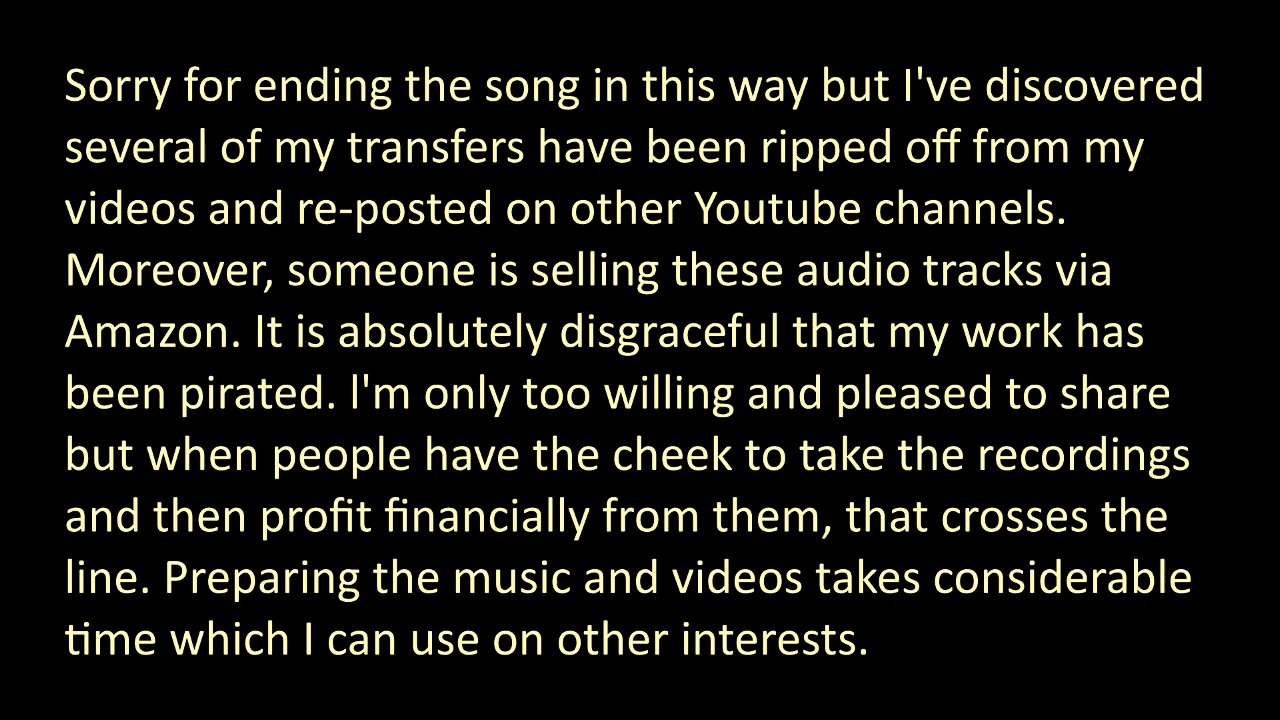 Sorry for ending the song in this way but I've discovered
several of my transfers have been ripped off from my
videos and re-posted on other Youtube channels.
Moreover, someone is selling these audio tracks via
Amazon. It is absolutely disgraceful that my work has
been pirated. l'm only too willing and pleased to share
but when people have the cheek to take the recordings
and then profit financially from them, that crosses the
line. Preparing the music and videos takes considerable
time which I can use on other interests.